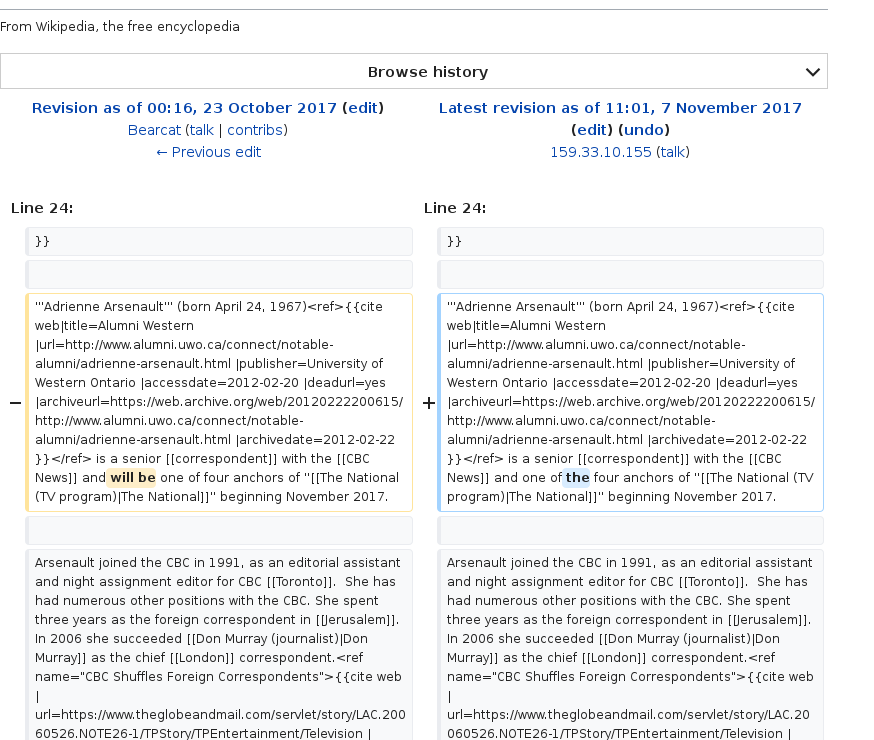 From Wikipedia, the free encyclopedia
Browse history
Revision as of 00:16, 23 October 2017 (edit)
Bearcat (talk | contribs)
← Previous edit
Latest revision as of 11:01, 7 November 2017
(edit) (undo)
159.33.10.155 (talk)
Line 24:
Line 24:
}}
}}
−
'''Adrienne Arsenault''' (born April 24, 1967)<ref>{{cite
web|title=Alumni Western
|url=http://www.alumni.uwo.ca/connect/notable-
alumni/adrienne-arsenault.html |publisher=University of
Western Ontario |accessdate=2012-02-20 |deadurl=yes
|archiveurl=https://web.archive.org/web/20120222200615/
http://www.alumni.uwo.ca/connect/notable-
alumni/adrienne-arsenault.html |archivedate=2012-02-22
}}</ref> is a senior [[correspondent]] with the [[CBC
News]] and will be one of four anchors of ''[[The National
(TV program)|The National]]'' beginning November 2017.
+
'''Adrienne Arsenault''' (born April 24, 1967)<ref>{{cite
web|title=Alumni Western
|url=http://www.alumni.uwo.ca/connect/notable-
alumni/adrienne-arsenault.html |publisher=University of
Western Ontario |accessdate=2012-02-20 |deadurl=yes
|archiveurl=https://web.archive.org/web/20120222200615/
http://www.alumni.uwo.ca/connect/notable-
alumni/adrienne-arsenault.html |archivedate=2012-02-22
}}</ref> is a senior [[correspondent]] with the [[CBC
News]] and one of the four anchors of ''[[The National (TV
program)|The National]]'' beginning November 2017.
Arsenault joined the CBC in 1991, as an editorial assistant
and night assignment editor for CBC [[Toronto]].  She has
had numerous other positions with the CBC. She spent
three years as the foreign correspondent in [[Jerusalem]].
In 2006 she succeeded [[Don Murray (journalist)|Don
Murray]] as the chief [[London]] correspondent.<ref
name="CBC Shuffles Foreign Correspondents">{{cite web
|
url=https://www.theglobeandmail.com/servlet/story/LAC.200
60526.NOTE26-1/TPStory/TPEntertainment/Television |
Arsenault joined the CBC in 1991, as an editorial assistant
and night assignment editor for CBC [[Toronto]].  She has
had numerous other positions with the CBC. She spent
three years as the foreign correspondent in [[Jerusalem]].
In 2006 she succeeded [[Don Murray (journalist)|Don
Murray]] as the chief [[London]] correspondent.<ref
name="CBC Shuffles Foreign Correspondents">{{cite web
|
url=https://www.theglobeandmail.com/servlet/story/LAC.20
060526.NOTE26-1/TPStory/TPEntertainment/Television |